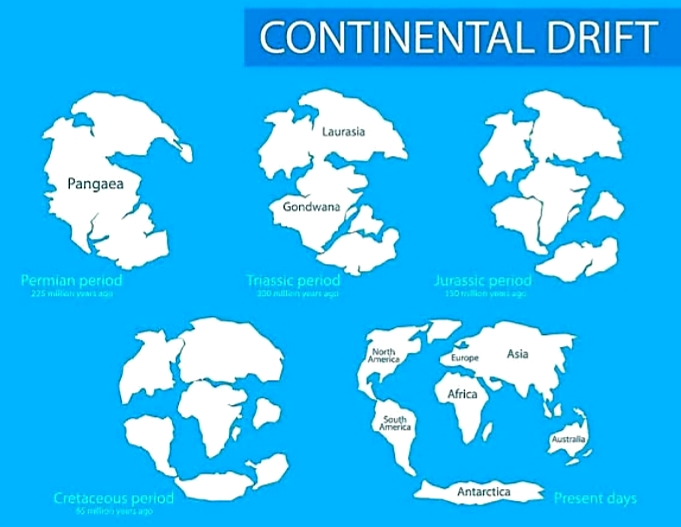 CONTINENTAL DRIFT
Pangaea
Laurasia
Gondwana
Permian period
225 million years ago
Triassic period
200 million years ago
Jurassic period
150 million years ago
North
America
Europe
Asia
Africa
South
America
Australia
Antarctica
Cretaceous period
65 million years ago
Present days